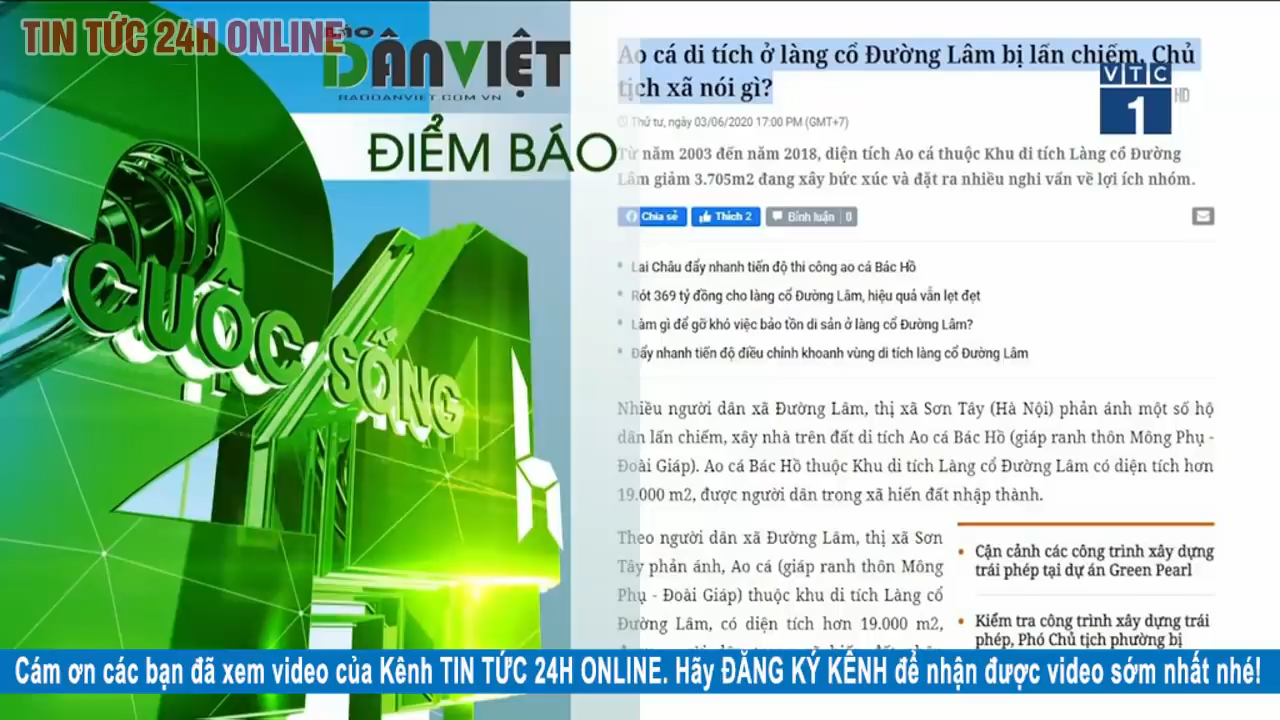 TIN TỨC 24H ONLINE
BÁO
DÂN VIỆT
BAODANVIET.COM.VN
ĐIỂM BÁO
CUỘC SỐNG
24
h
VTC
1
HD
Ao cá di tích ở làng cổ Đường Lâm bị lấn chiếm, Chủ
tịch xã nói gì?
Thứ tư, ngày 03/06/2020 17:00 PM (GMT+7)
Từ năm 2003 đến năm 2018, diện tích Ao cá thuộc Khu di tích Làng cổ Đường
Lâm giảm 3.705m2 đang xây bức xúc và đặt ra nhiều nghi vấn về lợi ích nhóm.
Chia sẻ Thích 2 Bình luận 0
Lai Châu đẩy nhanh tiến độ thi công ao cá Bác Hồ
Rót 369 tỷ đồng cho làng cổ Đường Lâm, hiệu quả vẫn lẹt đẹt
Làm gì để gỡ khó việc bảo tồn di sản ở làng cổ Đường Lâm?
Đẩy nhanh tiến độ điều chỉnh khoanh vùng di tích làng cổ Đường Lâm
Nhiều người dân xã Đường Lâm, thị xã Sơn Tây (Hà Nội) phản ánh một số hộ
dân lấn chiếm, xây nhà trên đất di tích Ao cá Bác Hồ (giáp ranh thôn Mông Phụ -
Đoài Giáp). Ao cá Bác Hồ thuộc Khu di tích Làng cổ Đường Lâm có diện tích hơn
19.000 m2, được người dân trong xã hiến đất nhập thành.
Theo người dân xã Đường Lâm, thị xã Sơn
Tây phản ánh, Ao cá (giáp ranh thôn Mông
Phụ - Đoài Giáp) thuộc khu di tích Làng cổ
Đường Lâm, có diện tích hơn 19.000 m2,
Cận cảnh các công trình xây dựng
trái phép tại dự án Green Pearl
Kiểm tra công trình xây dựng trái
phép, Phó Chủ tịch phường bị
Cám ơn các bạn đã xem video của Kênh TIN TỨC 24H ONLINE. Hãy ĐĂNG KÝ KÊNH để nhận được video sớm nhất nhé!